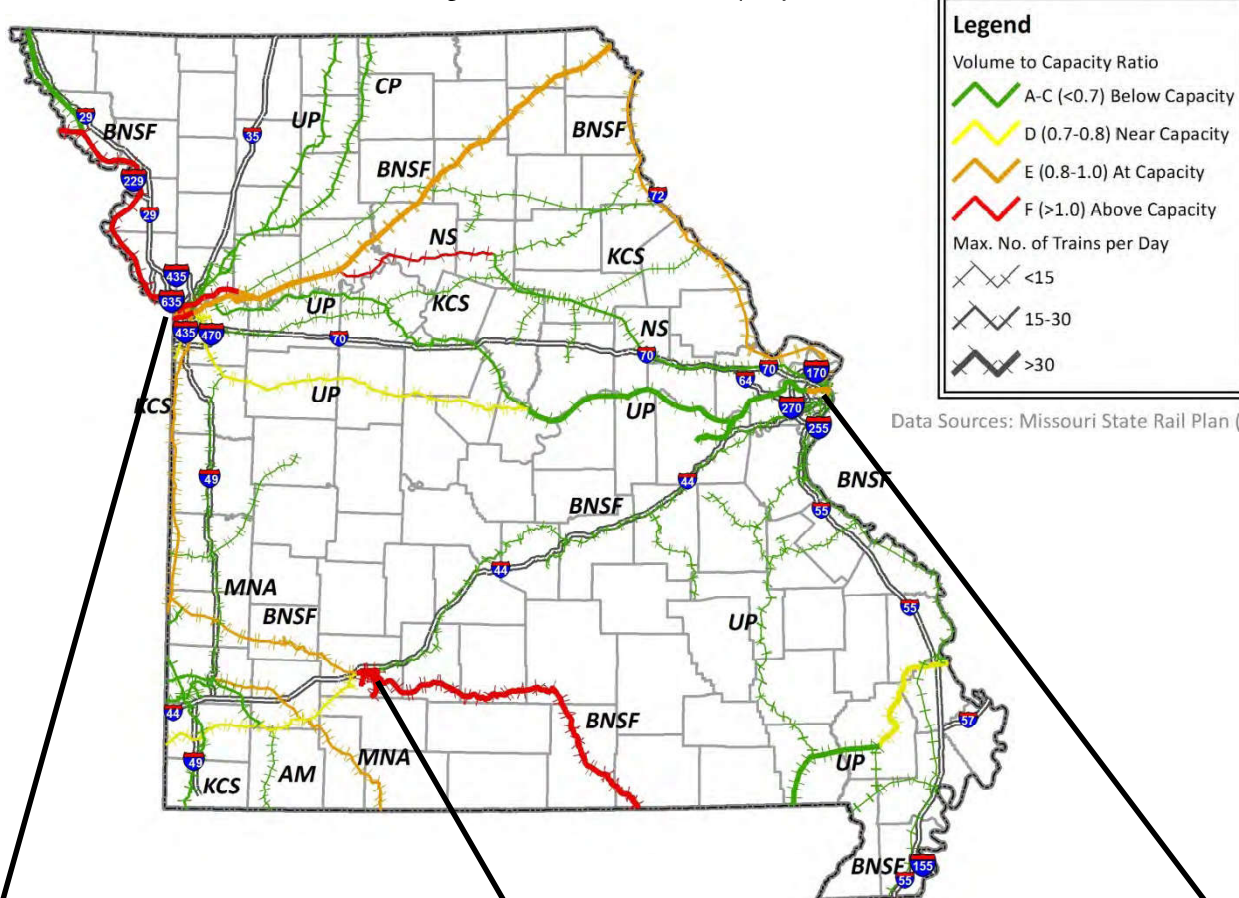 Legend
Volume to Capacity Ratio
A-C (<0.7) Below Capacity
D (0.7-0.8) Near Capacity
E (0.8-1.0) At Capacity
F (>1.0) Above Capacity
Max. No. of Trains per Day
<15
15-30
>30
Data Sources: Missouri State Rail Plan (
CP
29
BNSF
UP
35
BNSF
BNSF
229
72
29
NS
KCS
435
635
UP
KCS
435
470
70
NS
70
70
170
64
KCS
UP
UP
270
255
49
44
BNSF
BNSF
55
44
MNA
BNSF
55
UP
44
BNSF
57
49
MNA
UP
AM
KCS
BNSF
155
55